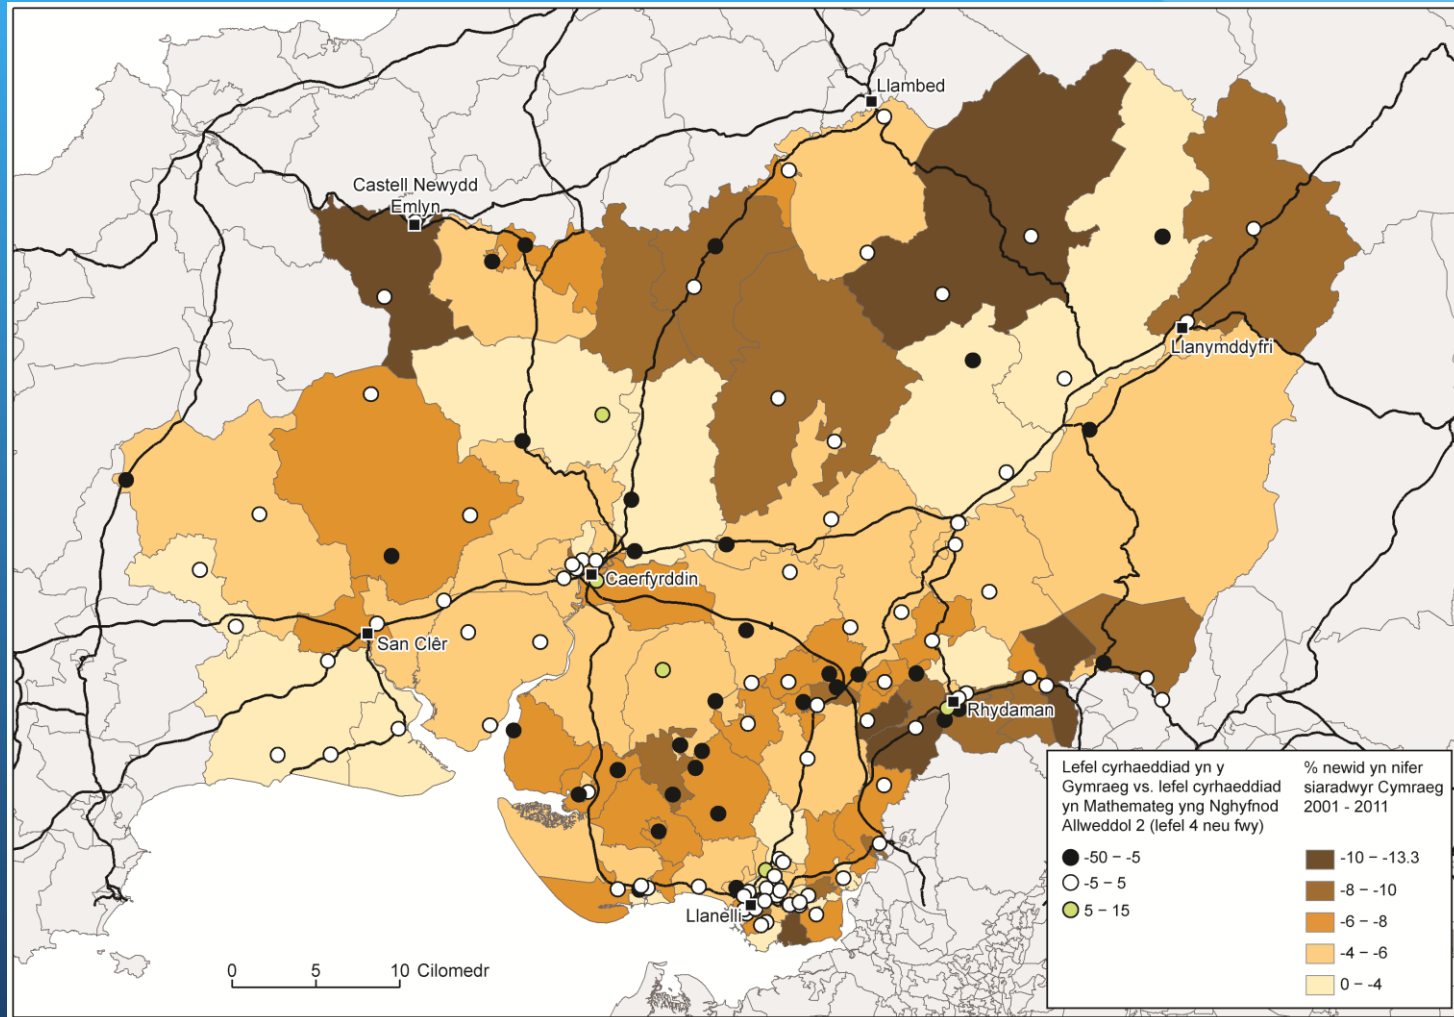 Llambed
Castell Newydd
Emlyn
Llanymddyfri
Caerfyrddin
San Clêr
Rhydaman
Llanelli
Lefel cyrhaeddiad yn y
Gymraeg vs. lefel cyrhaeddiad
yn Mathemateg yng Nghyfnod
Allweddol 2 (lefel 4 neu fwy)
-50 – -5
-5 – 5
5 – 15
% newid yn nifer
siaradwyr Cymraeg
2001 - 2011
-10 – -13.3
-8 – -10
-6 – -8
-4 – -6
0 – -4
0 5 10 Cilomedr